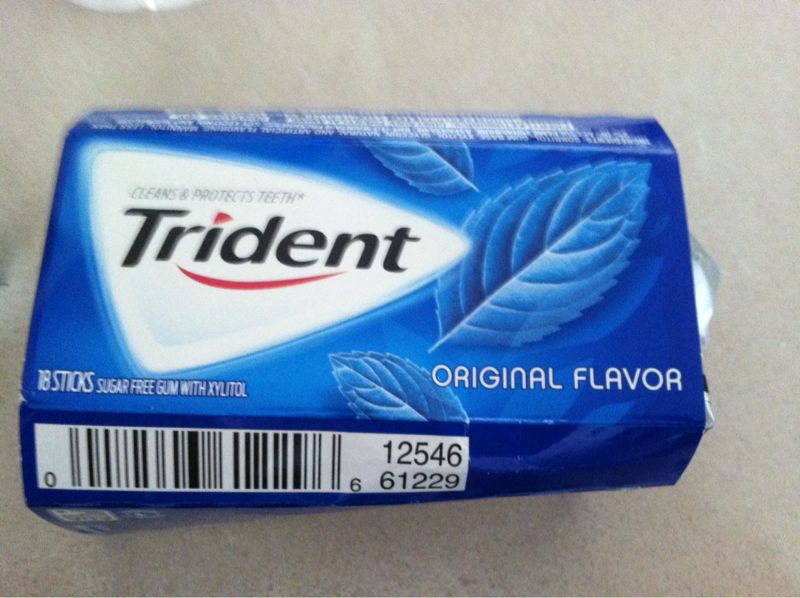 CLEANS & PROTECTS TEETH*
Trident
18 STICKS SUGAR FREE GUM WITH XYLITOL
ORIGINAL FLAVOR
12546
0 6 61229